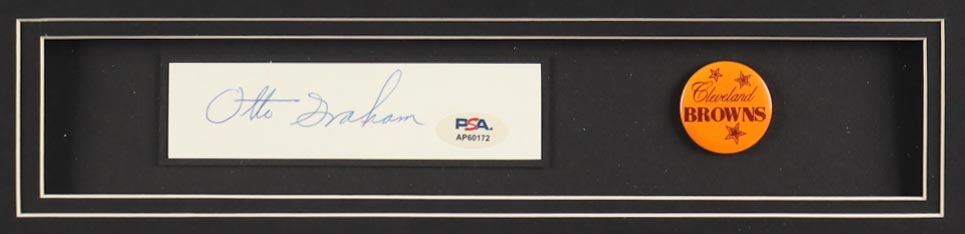 Otto Graham
PSA.
AP60172
Cleveland
BROWNS